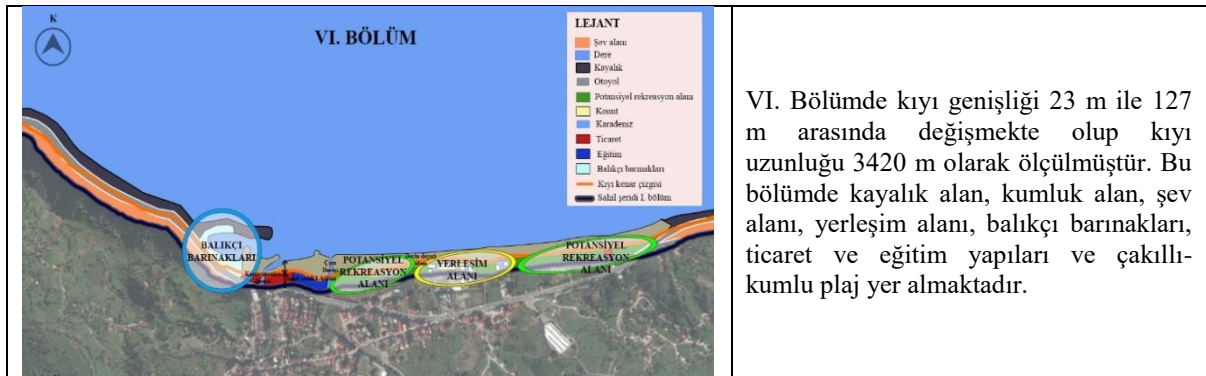 K
VI. BÖLÜM
LEJANT
Şev alanı
Dere
Kayalık
Otoyol
Potansiyel rekreasyon alanı
Konut
Karadeniz
Ticaret
Eğitim
Balıkçı barınakları
Kıyı kenar çizgisi
Sahil şeridi I. bölüm
BALIKÇI
BARINAKLARI
POTANSİYEL
REKREASYON
ALANI
YERLEŞİM
ALANI
POTANSİYEL
REKREASYON
ALANI
VI. Bölümde kıyı genişliği 23 m ile 127
m arasında değişmekte olup kıyı
uzunluğu 3420 m olarak ölçülmüştür. Bu
bölümde kayalık alan, kumluk alan, şev
alanı, yerleşim alanı, balıkçı barınakları,
ticaret ve eğitim yapıları ve çakıllı-
kumlu plaj yer almaktadır.